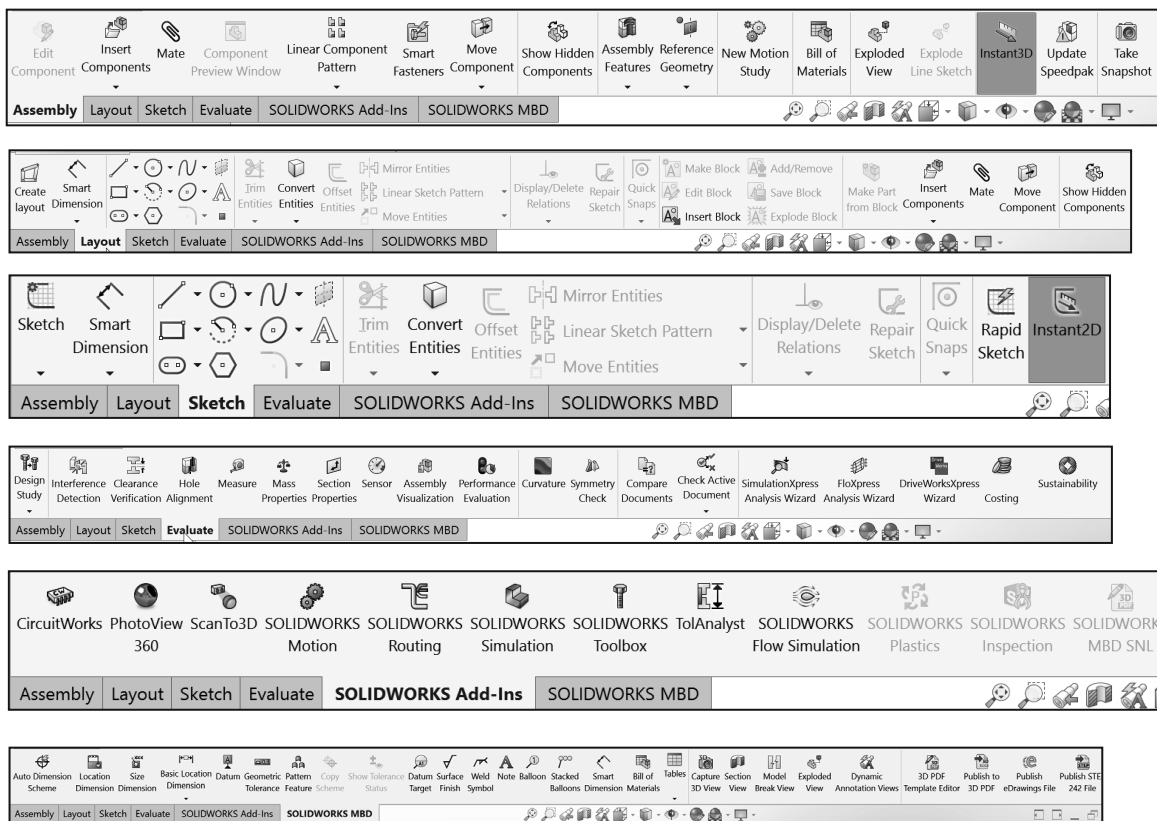 Edit Component
Insert Components
Mate
Component Preview Window
Linear Component Pattern
Smart Fasteners
Move Component
Show Hidden Components
Assembly Features
Reference Geometry
New Motion Study
Bill of Materials
Exploded View
Explode Line Sketch
Instant3D
Update Speedpak
Take Snapshot
Assembly Layout Sketch Evaluate SOLIDWORKS Add-Ins SOLIDWORKS MBD
Create layout
Smart Dimension
Trim Entities
Convert Entities
Offset Entities
Mirror Entities
Linear Sketch Pattern
Move Entities
Display/Delete Relations
Repair Sketch
Quick Snaps
Make Block
Edit Block
Insert Block
Add/Remove
Save Block
Explode Block
Make Part from Block
Insert Components
Mate
Move Component
Show Hidden Components
Assembly Layout Sketch Evaluate SOLIDWORKS Add-Ins SOLIDWORKS MBD
Sketch
Smart Dimension
Trim Entities
Convert Entities
Offset Entities
Mirror Entities
Linear Sketch Pattern
Move Entities
Display/Delete Relations
Repair Sketch
Quick Snaps
Rapid Sketch
Instant2D
Assembly Layout Sketch Evaluate SOLIDWORKS Add-Ins SOLIDWORKS MBD
Design Study
Interference Detection
Clearance Verification
Hole Alignment
Measure
Mass Properties
Section Properties
Sensor
Assembly Visualization
Performance Evaluation
Curvature
Symmetry Check
Compare Documents
Check Active Document
SimulationXpress Analysis Wizard
FloXpress Analysis Wizard
DriveWorksXpress Wizard
Costing
Sustainability
Assembly Layout Sketch Evaluate SOLIDWORKS Add-Ins SOLIDWORKS MBD
CircuitWorks
PhotoView 360
ScanTo3D
SOLIDWORKS Motion
SOLIDWORKS Routing
SOLIDWORKS Simulation
SOLIDWORKS Toolbox
TolAnalyst
SOLIDWORKS Flow Simulation
SOLIDWORKS Plastics
SOLIDWORKS Inspection
SOLIDWORK MBD SNL
Assembly Layout Sketch Evaluate SOLIDWORKS Add-Ins SOLIDWORKS MBD
Auto Dimension Scheme
Location Dimension
Size Dimension
Basic Location Dimension
Datum
Geometric Tolerance
Pattern Feature
Copy Scheme
Show Tolerance Status
Datum Target
Surface Finish
Weld Symbol
Note
Balloon
Stacked Balloons
Smart Dimension
Bill of Materials
Tables
Capture 3D View
Section View
Model Break View
Exploded View
Dynamic Annotation Views
3D PDF Template Editor
Publish to 3D PDF
Publish eDrawings File
Publish STE 242 File
Assembly Layout Sketch Evaluate SOLIDWORKS Add-Ins SOLIDWORKS MBD